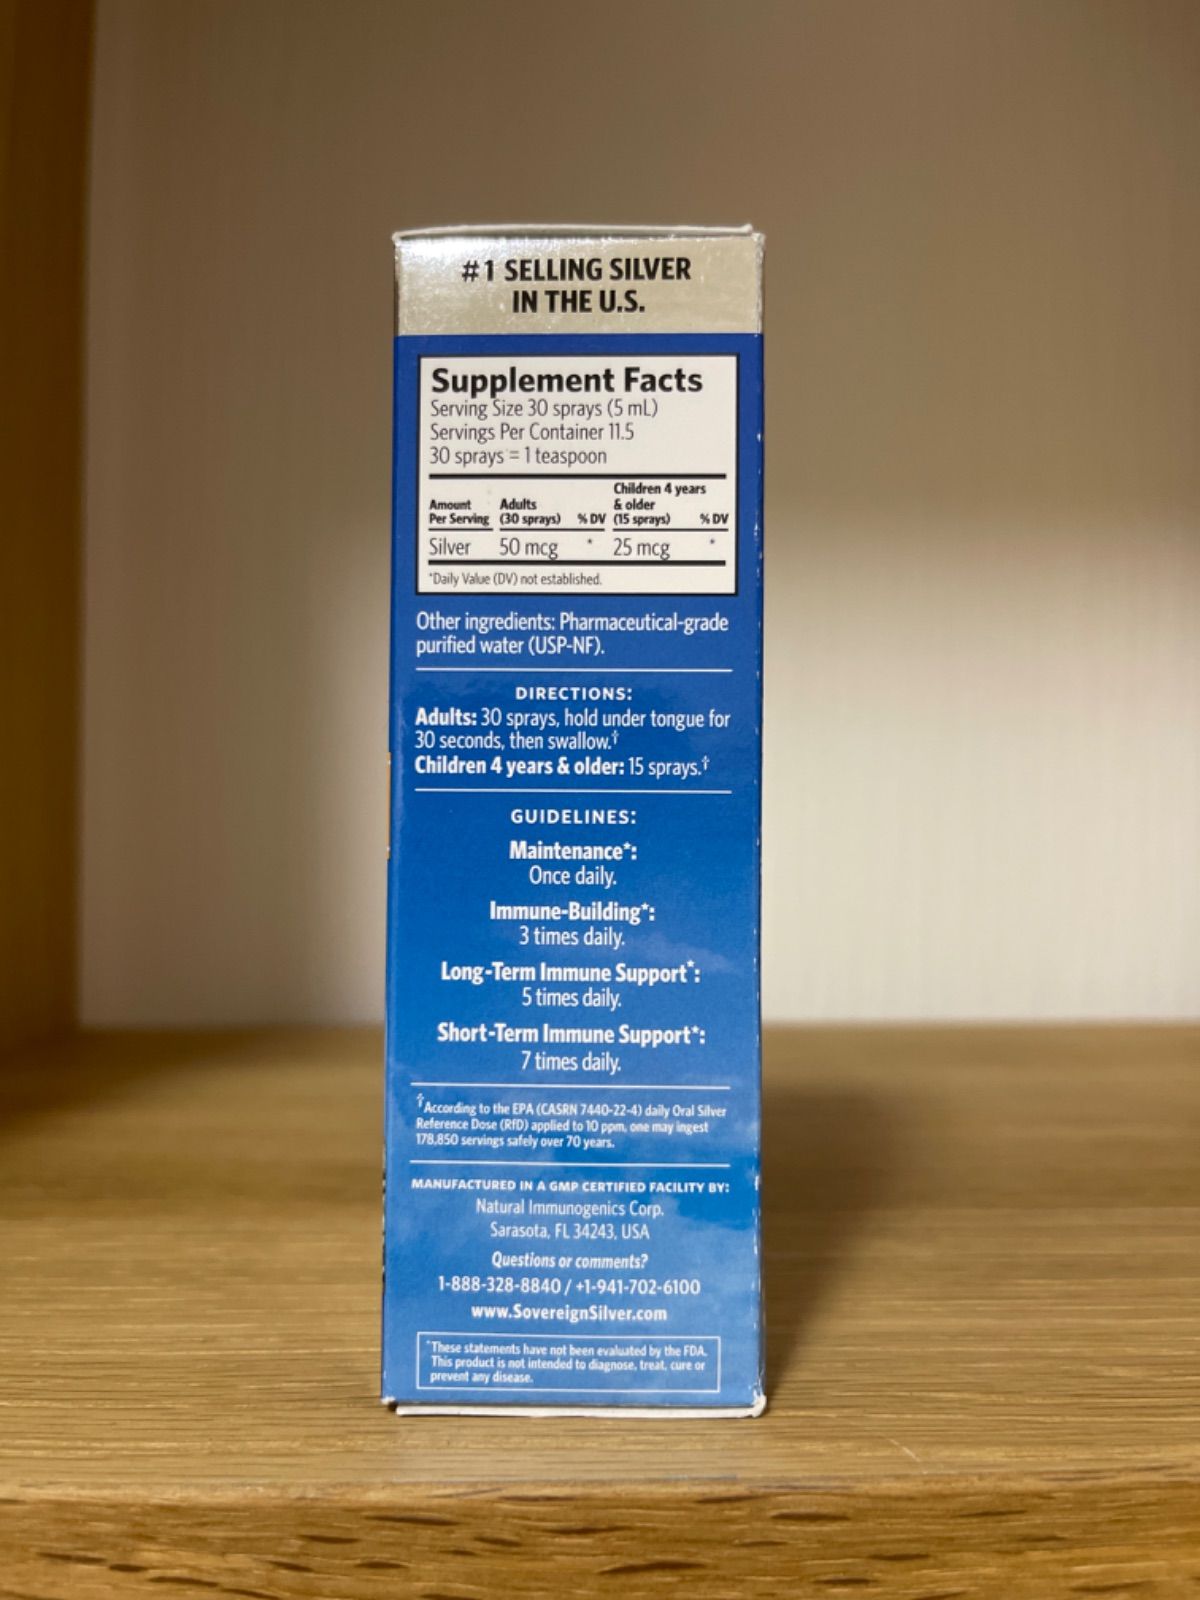 #1 SELLING SILVER
IN THE U.S.
Supplement Facts
Serving Size 30 sprays (5 mL)
Servings Per Container 11.5
30 sprays = 1 teaspoon
Amount Per Serving Adults (30 sprays) % DV Children 4 years & older (15 sprays) % DV
Silver 50 mcg * 25 mcg *
*Daily Value (DV) not established.
Other ingredients: Pharmaceutical-grade
purified water (USP-NF).
DIRECTIONS:
Adults: 30 sprays, hold under tongue for
30 seconds, then swallow.†
Children 4 years & older: 15 sprays.†
GUIDELINES:
Maintenance*:
Once daily.
Immune-Building*:
3 times daily.
Long-Term Immune Support*:
5 times daily.
Short-Term Immune Support*:
7 times daily.
†According to the EPA (CASRN 7440-22-4) daily Oral Silver
Reference Dose (RfD) applied to 10 ppm, one may ingest
178,850 servings safely over 70 years.
MANUFACTURED IN A GMP CERTIFIED FACILITY BY:
Natural Immunogenics Corp.
Sarasota, FL 34243, USA
Questions or comments?
1-888-328-8840 / +1-941-702-6100
www.SovereignSilver.com
*These statements have not been evaluated by the FDA.
This product is not intended to diagnose, treat, cure or
prevent any disease.